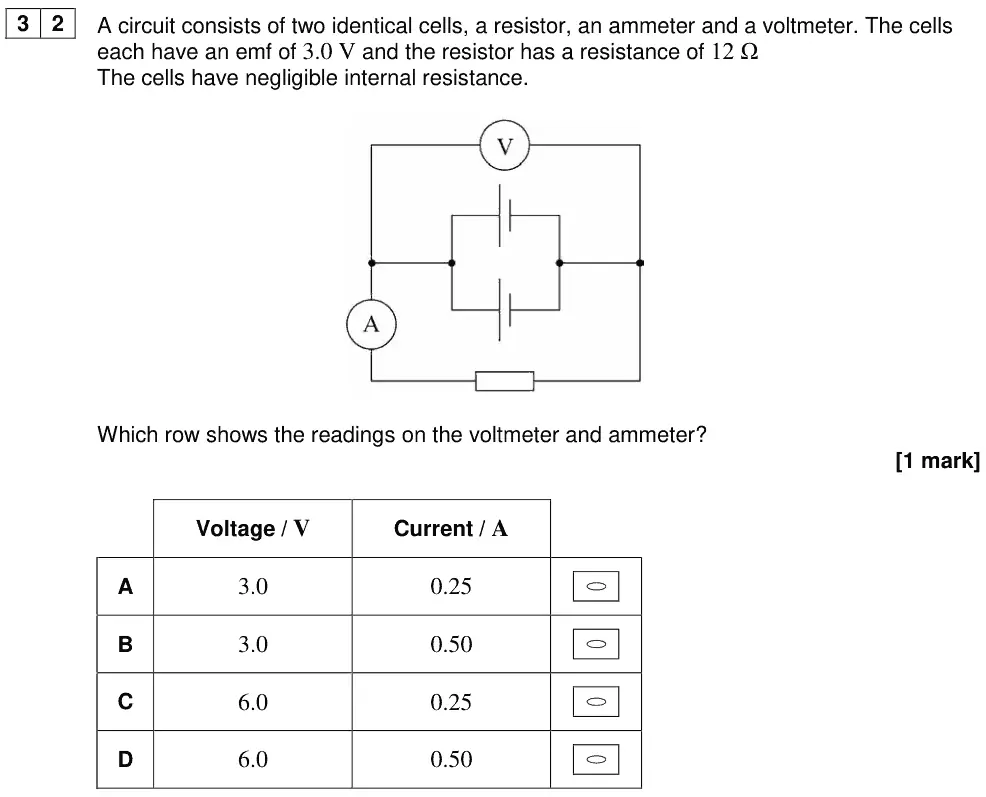 3 2 A circuit consists of two identical cells, a resistor, an ammeter and a voltmeter. The cells
each have an emf of 3.0 V and the resistor has a resistance of 12 Ω
The cells have negligible internal resistance.
V
A
Which row shows the readings on the voltmeter and ammeter?
[1 mark]
Voltage / V Current / A
A 3.0 0.25
B 3.0 0.50
C 6.0 0.25
D 6.0 0.50